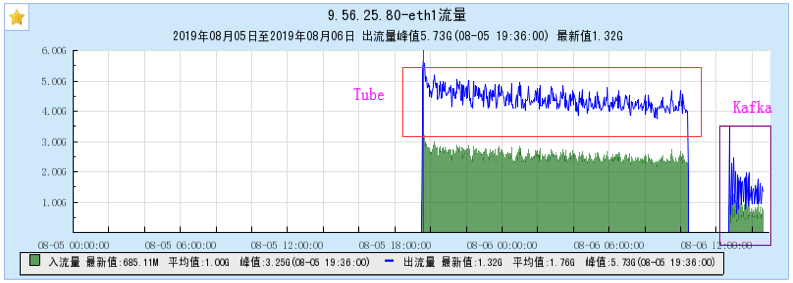 9.56.25.80-eth1流量
2019年08月05日至2019年08月06日 出流量峰值5.73G(08-05 19:36:00) 最新值1.32G
6.00G
5.00G
4.00G
3.00G
2.00G
1.00G
Tube
Kafka
08-05 00:00:00 08-05 06:00:00 08-05 12:00:00 08-05 18:00:00 08-06 00:00:00 08-06 06:00:00 08-06 12:00:00
入流量 最新值:685.11M 平均值:1.00G 峰值:3.25G(08-05 19:36:00) 出流量 最新值:1.32G 平均值:1.76G 峰值:5.73G(08-05 19:36:00)